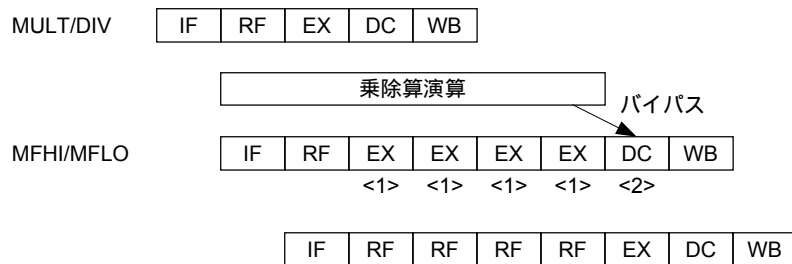 MULT/DIV IF RF EX DC WB
乗除算演算
バイパス
MFHI/MFLO IF RF EX EX EX EX DC WB
<1> <1> <1> <1> <2>
IF RF RF RF RF EX DC WB